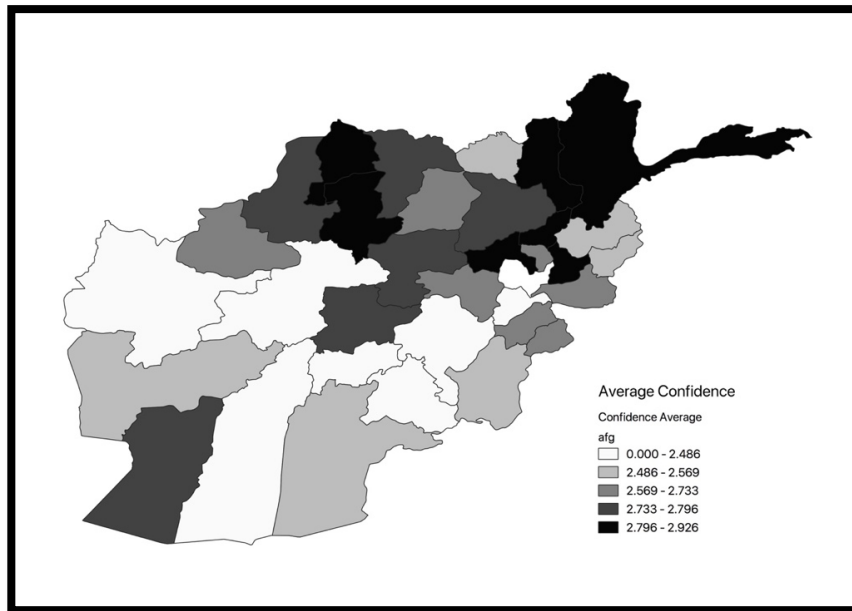 Average Confidence
Confidence Average
afg
0.000 - 2.486
2.486 - 2.569
2.569 - 2.733
2.733 - 2.796
2.796 - 2.926